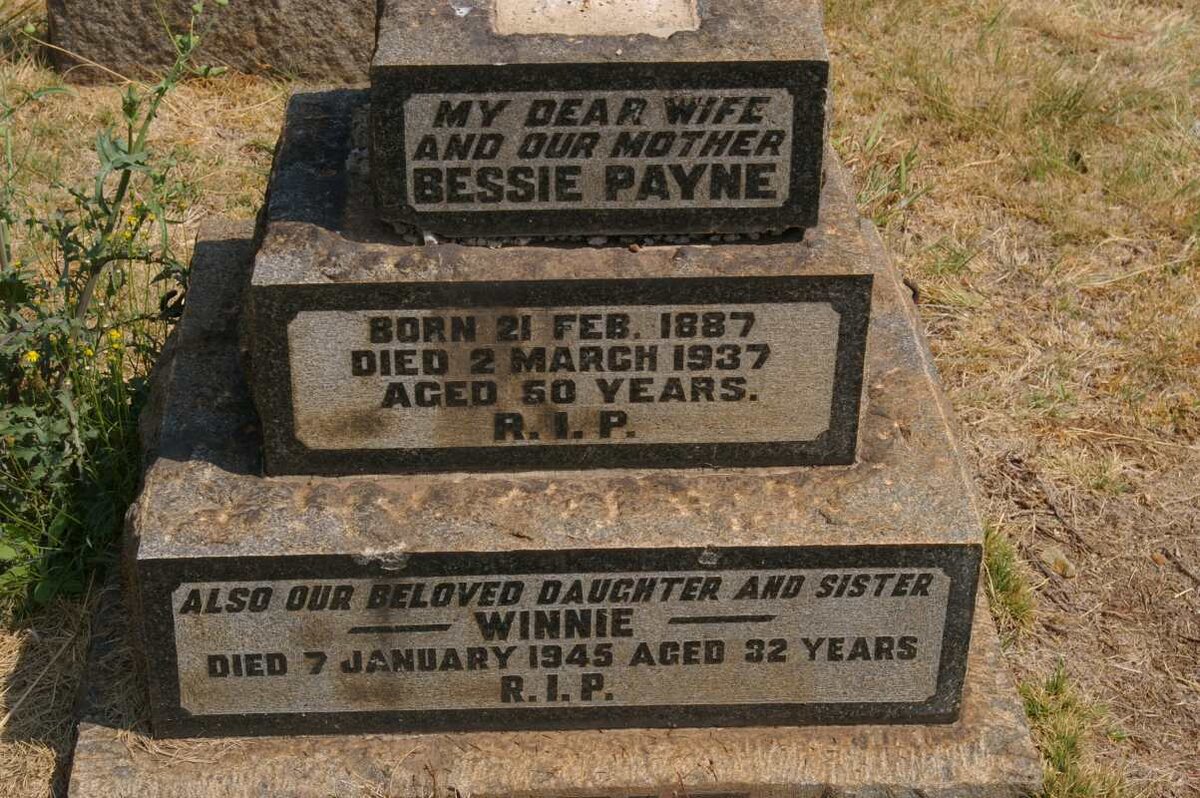 MY DEAR WIFE
AND OUR MOTHER
BESSIE PAYNE
BORN 21 FEB. 1887
DIED 2 MARCH 1937
AGED 50 YEARS.
R. I. P.
ALSO OUR BELOVED DAUGHTER AND SISTER
— WINNIE —
DIED 7 JANUARY 1945 AGED 32 YEARS
R. I. P.